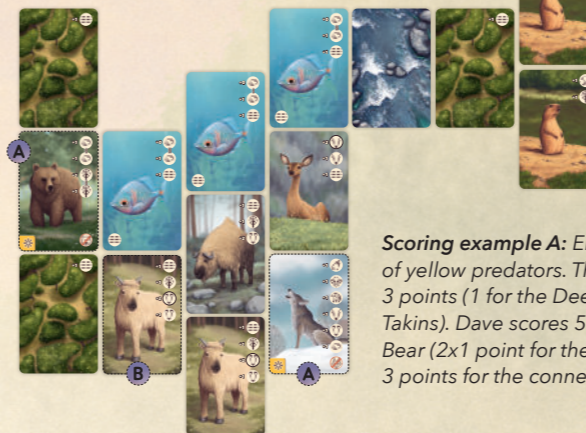 A
B
A
Scoring example A: E
of yellow predators. Th
3 points (1 for the Dee
Takins). Dave scores 5
Bear (2x1 point for the
3 points for the conne